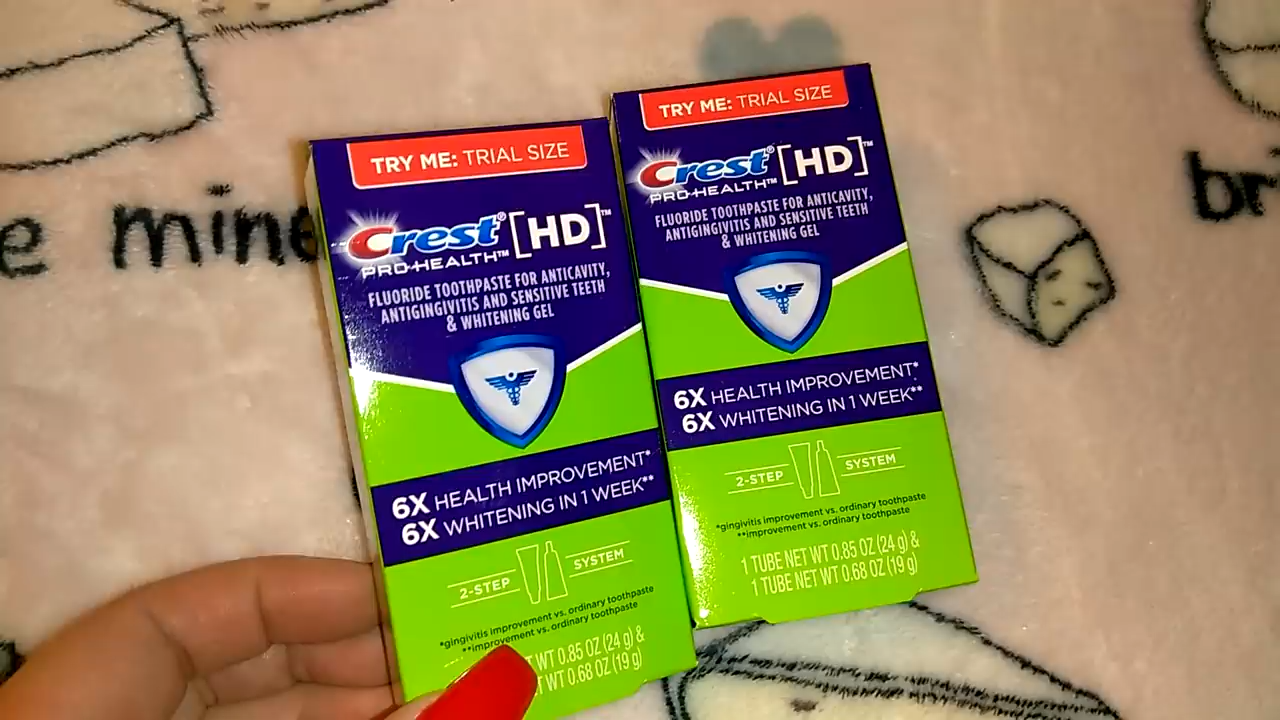 e mine
TRY ME: TRIAL SIZE
Crest® [HD]™
PRO-HEALTH™
FLUORIDE TOOTHPASTE FOR ANTICAVITY,
ANTIGINGIVITIS AND SENSITIVE TEETH
& WHITENING GEL
6X HEALTH IMPROVEMENT*
6X WHITENING IN 1 WEEK**
2-STEP SYSTEM
*gingivitis improvement vs. ordinary toothpaste
**improvement vs. ordinary toothpaste
WT 0.85 OZ (24 g) &
WT 0.68 OZ (19 g)
TRY ME: TRIAL SIZE
Crest® [HD]™
PRO-HEALTH™
FLUORIDE TOOTHPASTE FOR ANTICAVITY,
ANTIGINGIVITIS AND SENSITIVE TEETH
& WHITENING GEL
6X HEALTH IMPROVEMENT*
6X WHITENING IN 1 WEEK**
2-STEP SYSTEM
*gingivitis improvement vs. ordinary toothpaste
**improvement vs. ordinary toothpaste
1 TUBE NET WT 0.85 OZ (24 g) &
1 TUBE NET WT 0.68 OZ (19 g)
bri